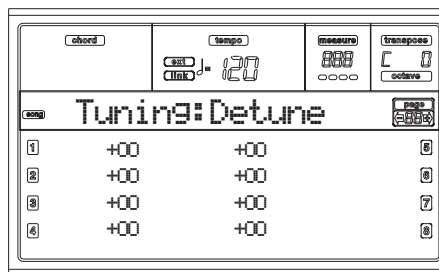 chord tempo measure transpose
ext link ♩= 120 888 C 0
octave
song Tuning:Detune page 88
1 +00 +00 5
2 +00 +00 6
3 +00 +00 7
4 +00 +00 8